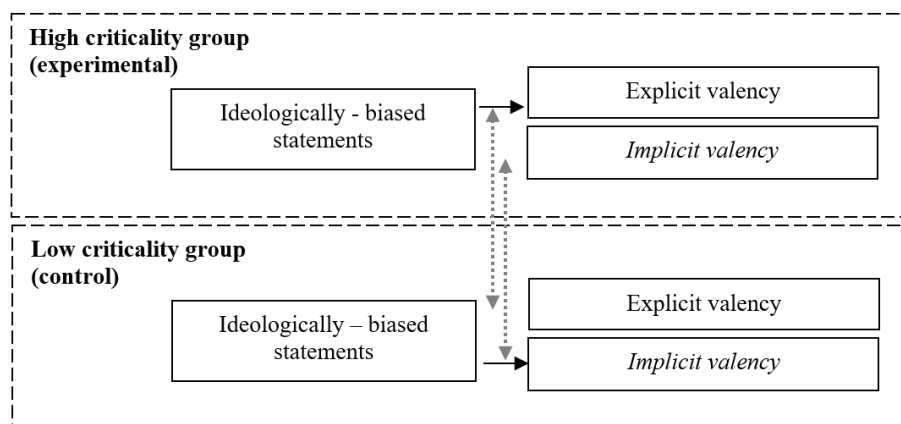 High criticality group
(experimental)
Ideologically - biased
statements
Explicit valency
Implicit valency
Low criticality group
(control)
Ideologically – biased
statements
Explicit valency
Implicit valency